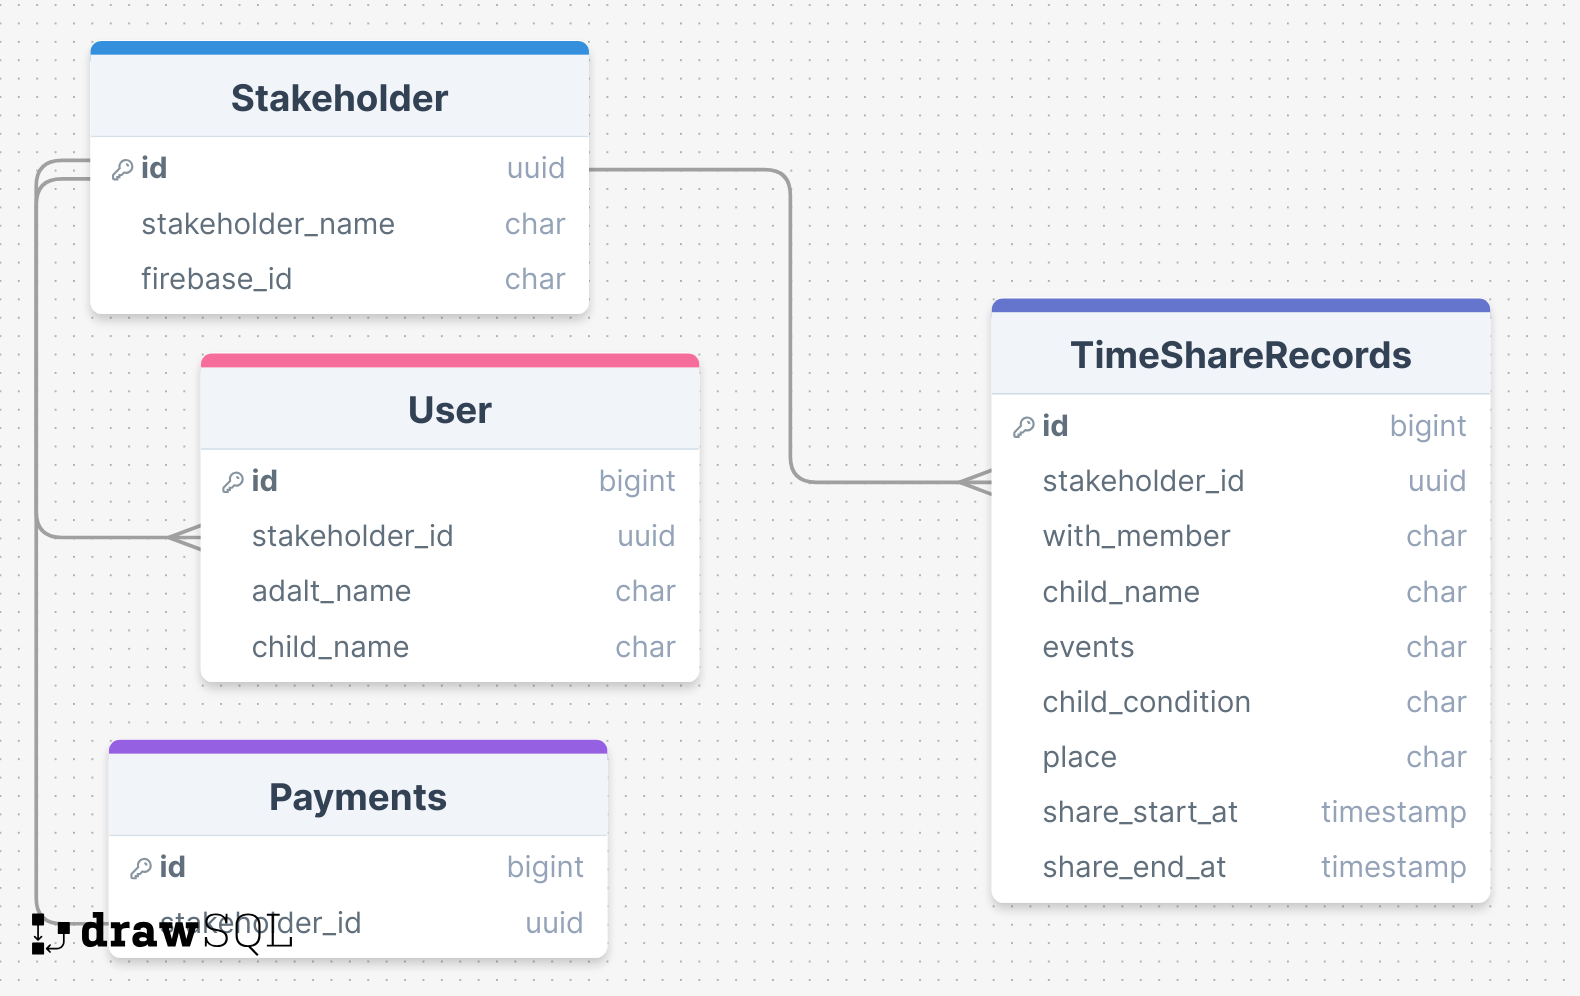 Stakeholder
id uuid
stakeholder_name char
firebase_id char
User
id bigint
stakeholder_id uuid
adalt_name char
child_name char
Payments
id bigint
stakeholder_id uuid
drawSQL
TimeShareRecords
id bigint
stakeholder_id uuid
with_member char
child_name char
events char
child_condition char
place char
share_start_at timestamp
share_end_at timestamp